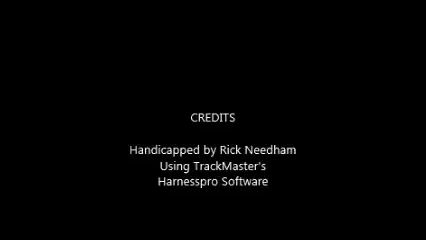 CREDITS
Handicapped by Rick Needham
Using TrackMaster's
Harnesspro Software